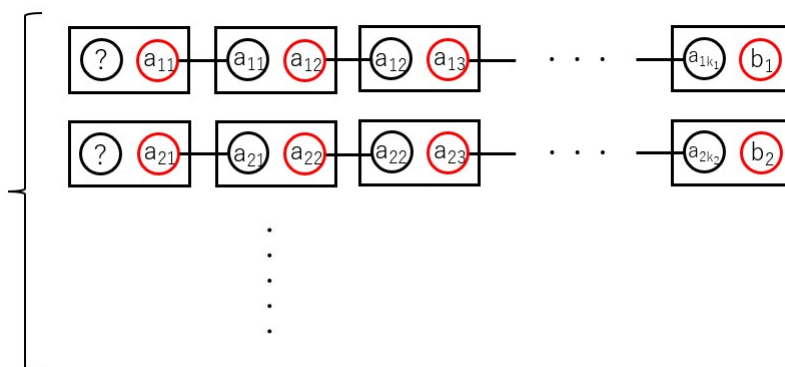 ? a₁₁ a₁₁ a₁₂ a₁₂ a₁₃ · · · a₁ₖ₁ b₁
? a₂₁ a₂₁ a₂₂ a₂₂ a₂₃ · · · a₂ₖ₂ b₂